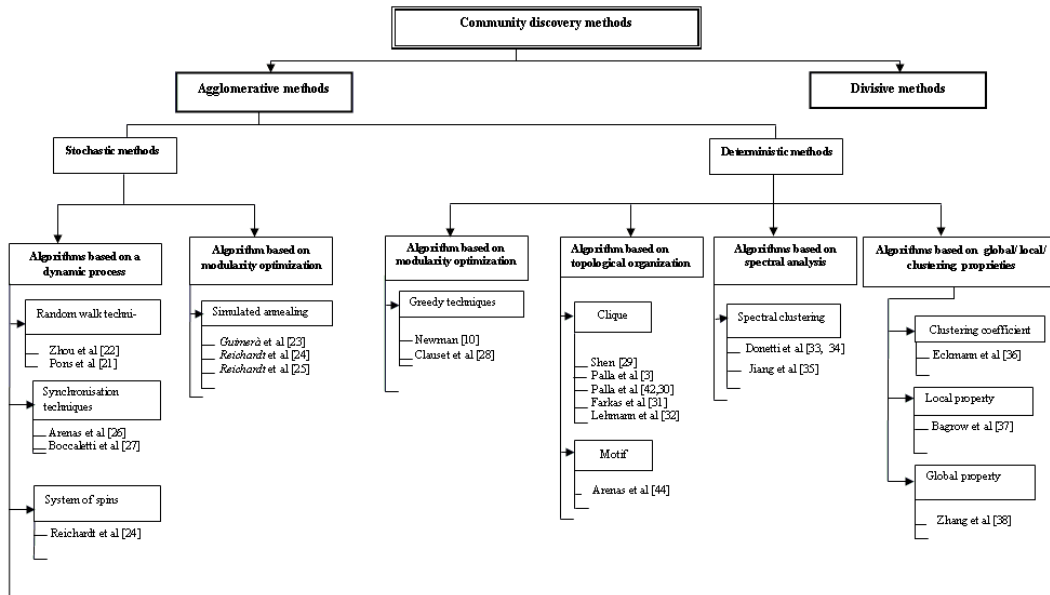 Community discovery methods
Agglomerative methods
Divisive methods
Stochastic methods
Deterministic methods
Algorithms based on a
dynamic process
Random walk techni-
Zhou et al [22]
Pons et al [21]
Synchronisation
techniques
Arenas et al [26]
Boccaletti et al [27]
System of spins
Reichardt et al [24]
Algorithm based on
modularity optimization
Simulated annealing
Guimerà et al [23]
Reichardt et al [24]
Reichardt et al [25]
Algorithm based on
modularity optimization
Greedy techniques
Newman [10]
Clauset et al [28]
Algorithm based on
topological organization
Clique
Shen [29]
Palla et al [3]
Palla et al [42,30]
Farkas et al [31]
Lehmann et al [32]
Motif
Arenas et al [44]
Algorithms based on
spectral analysis
Spectral clustering
Donetti et al [33, 34]
Jiang et al [35]
Algorithms based on global/ local/
clustering, proprieties
Clustering coefficient
Eckmann et al [36]
Local property
Bagrow et al [37]
Global property
Zhang et al [38]